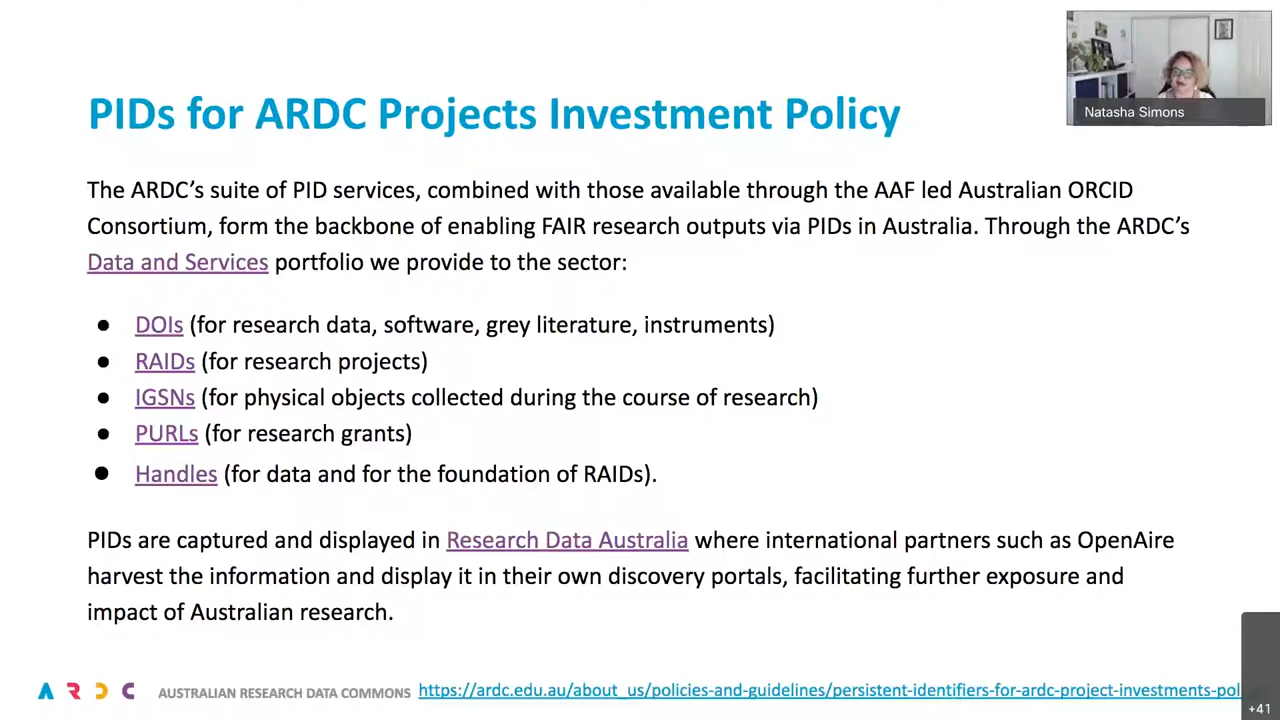 PIDs for ARDC Projects Investment Policy
Natasha Simons
The ARDC's suite of PID services, combined with those available through the AAF led Australian ORCID
Consortium, form the backbone of enabling FAIR research outputs via PIDs in Australia. Through the ARDC's
Data and Services portfolio we provide to the sector:
● DOIs (for research data, software, grey literature, instruments)
● RAIDs (for research projects)
● IGSNs (for physical objects collected during the course of research)
● PURLs (for research grants)
● Handles (for data and for the foundation of RAIDs).
PIDs are captured and displayed in Research Data Australia where international partners such as OpenAire
harvest the information and display it in their own discovery portals, facilitating further exposure and
impact of Australian research.
ARDC AUSTRALIAN RESEARCH DATA COMMONS https://ardc.edu.au/about_us/policies-and-guidelines/persistent-identifiers-for-ardc-project-investments-pol
+41